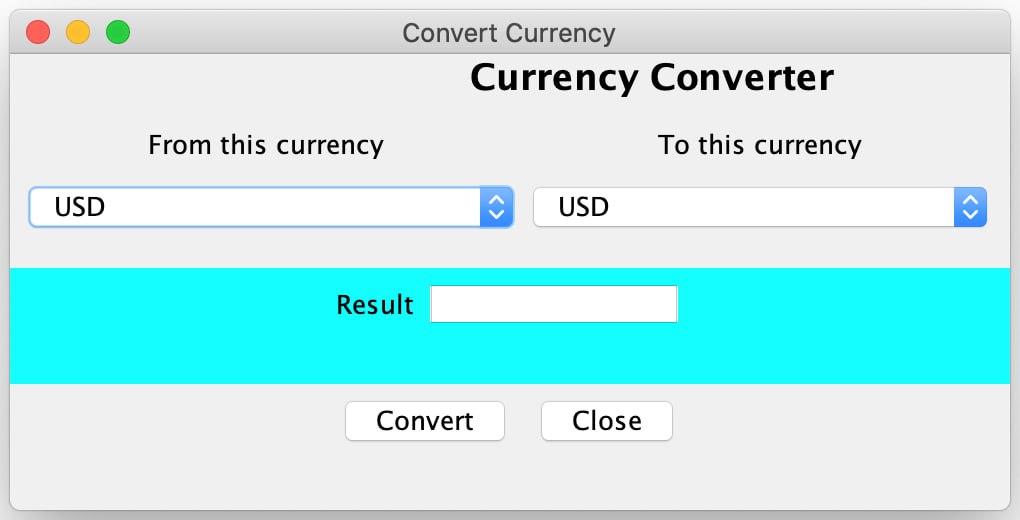 Convert Currency
Currency Converter
From this currency To this currency
USD USD
Result
Convert Close